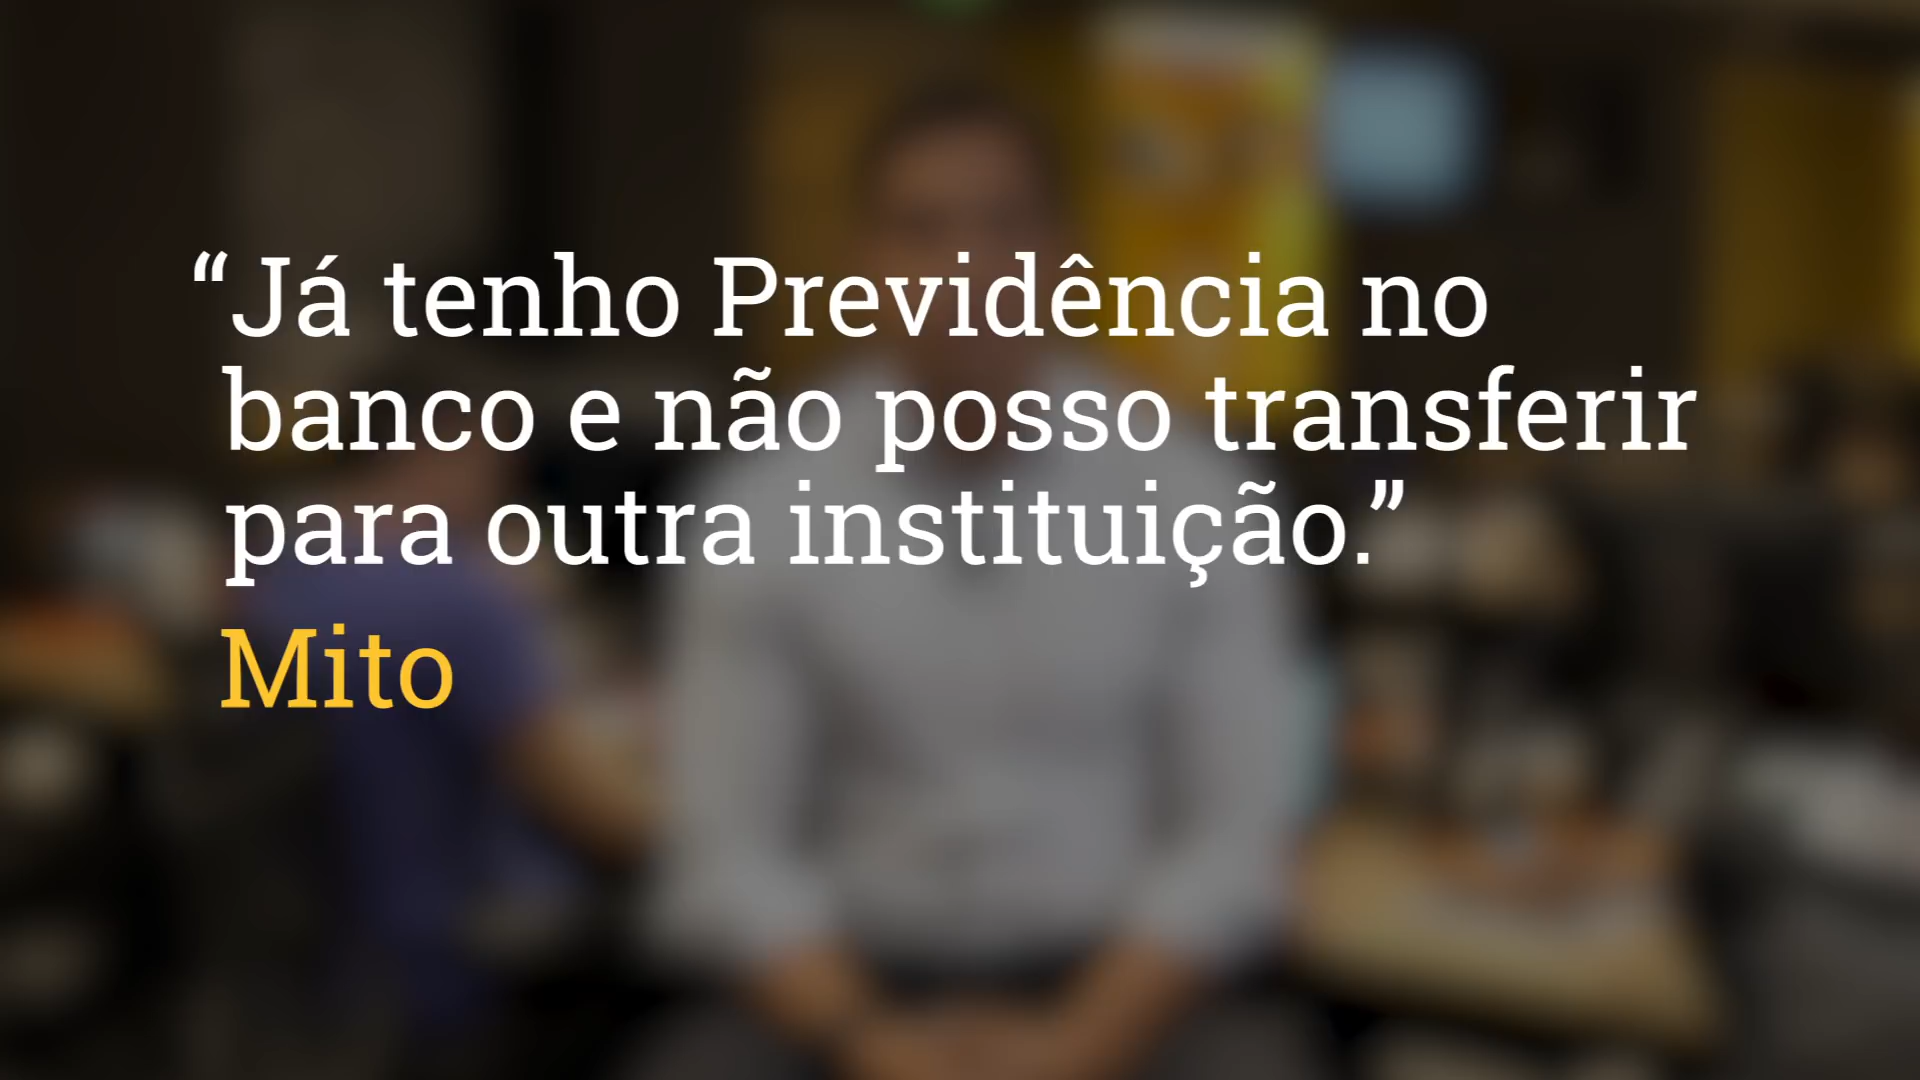 “Já tenho Previdência no
banco e não posso transferir
para outra instituição.”
Mito